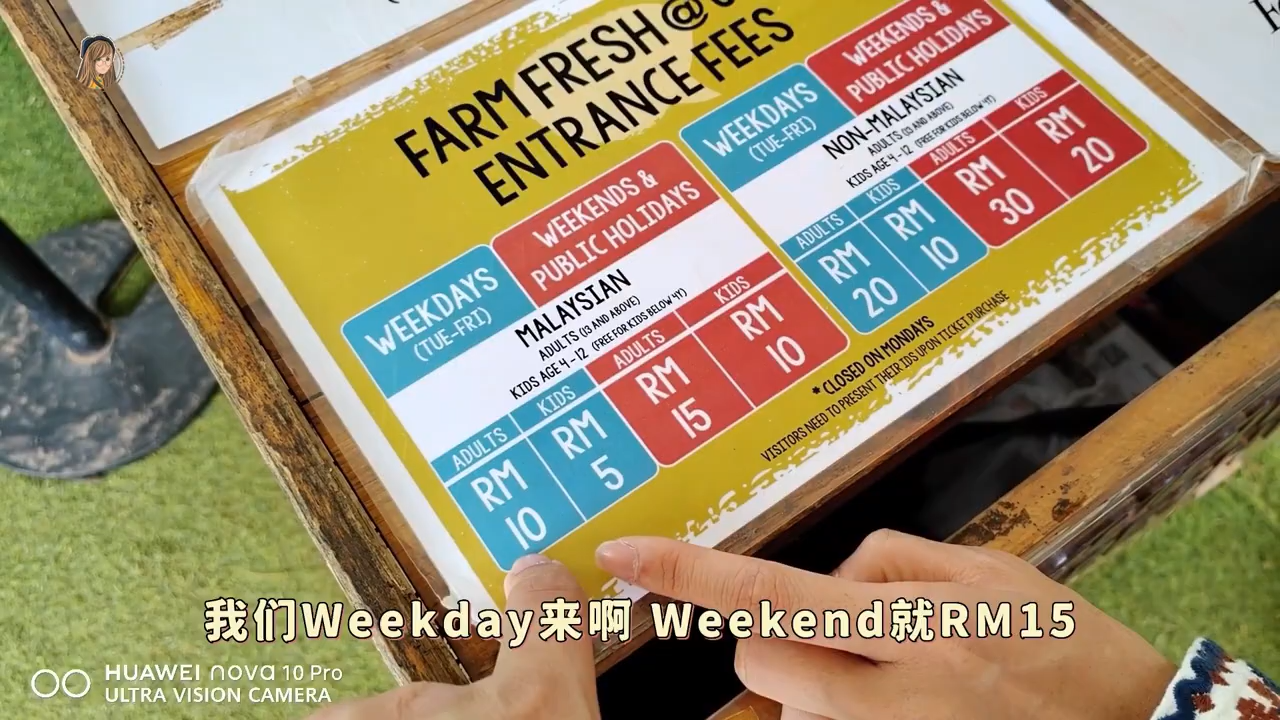 FARM FRESH @
ENTRANCE FEES
WEEKDAYS
(TUE-FRI)
WEEKENDS &
PUBLIC HOLIDAYS
MALAYSIAN
ADULTS (13 AND ABOVE)
KIDS AGE 4-12 (FREE FOR KIDS BELOW 4Y)
ADULTS KIDS ADULTS KIDS
RM RM RM RM
10 5 15 10
WEEKDAYS
(TUE-FRI)
WEEKENDS &
PUBLIC HOLIDAYS
NON-MALAYSIAN
ADULTS (13 AND ABOVE)
KIDS AGE 4-12 (FREE FOR KIDS BELOW 4Y)
ADULTS KIDS ADULTS KIDS
RM RM RM RM
20 10 30 20
* CLOSED ON MONDAYS
VISITORS NEED TO PRESENT THEIR IDS UPON TICKET PURCHASE
我们Weekday来啊 Weekend就RM15
HUAWEI nova 10 Pro
ULTRA VISION CAMERA